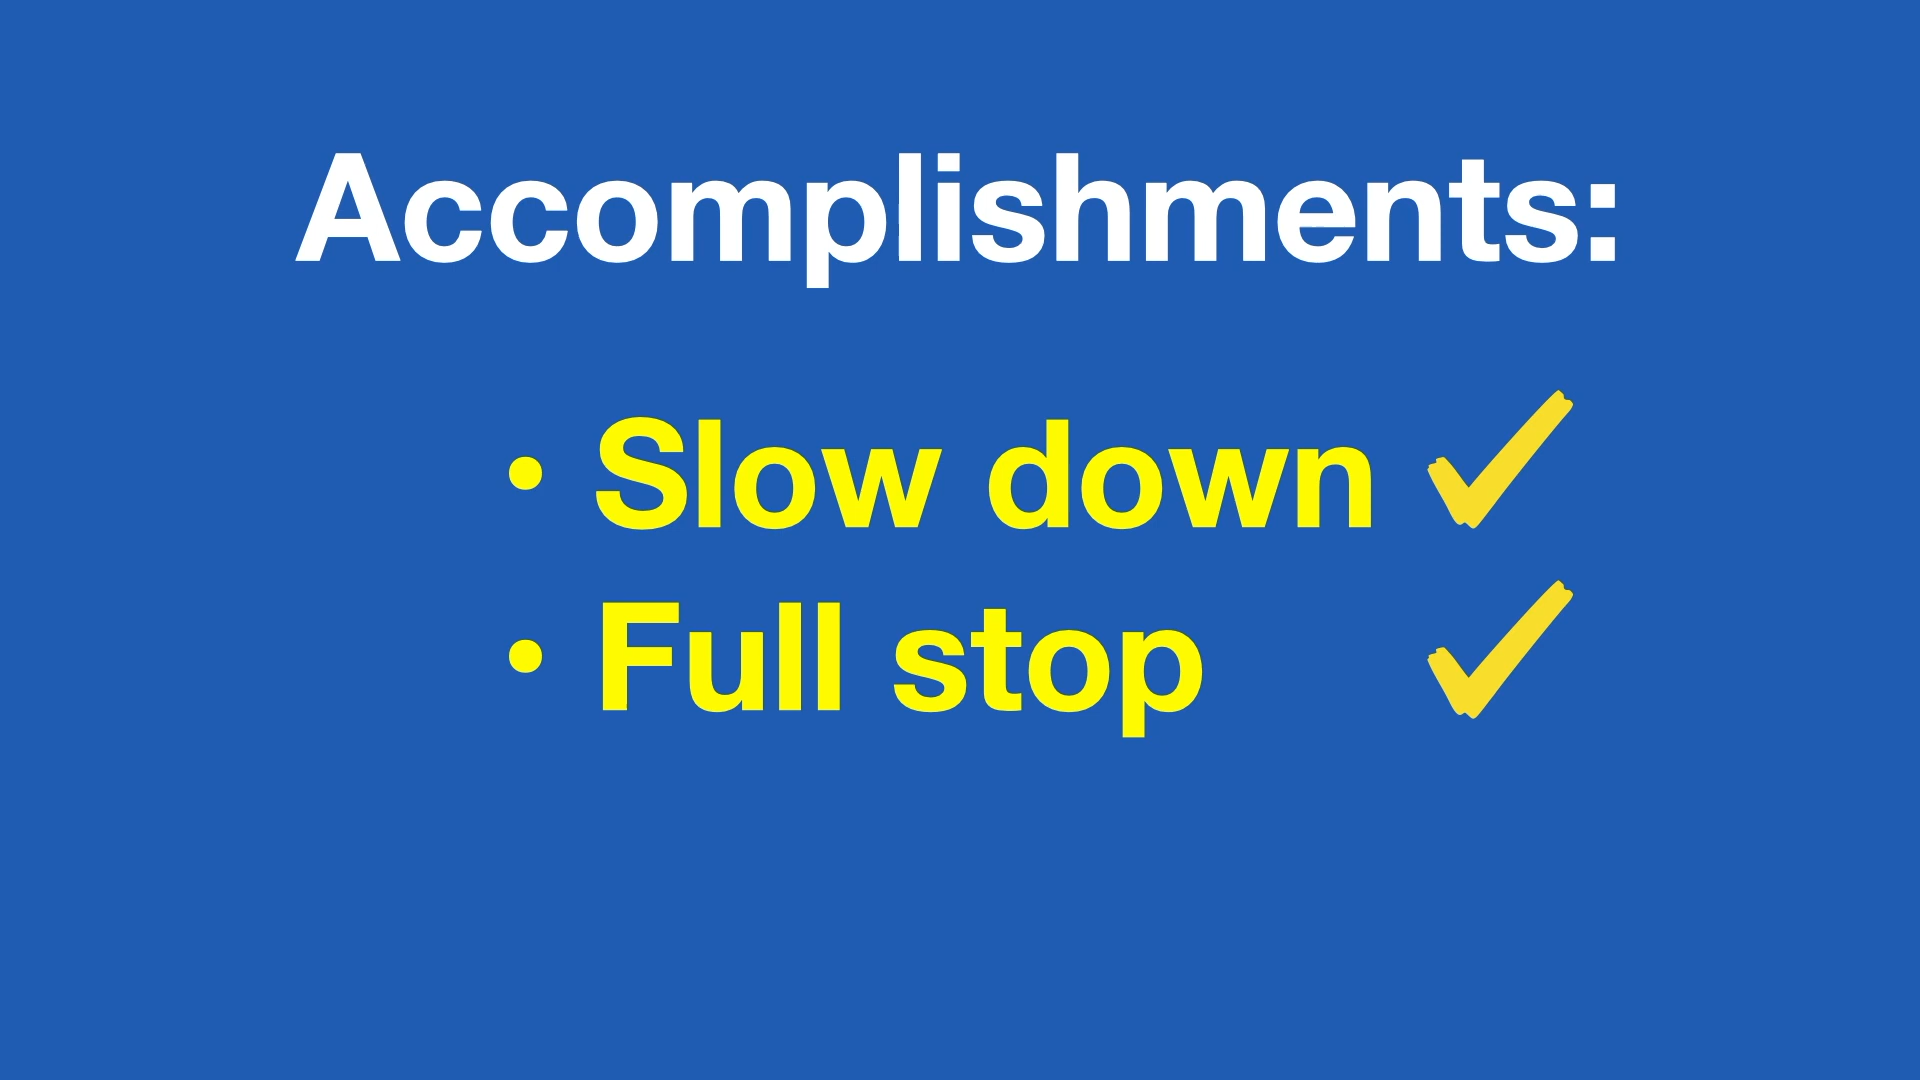 Accomplishments:
• Slow down ✓
• Full stop ✓